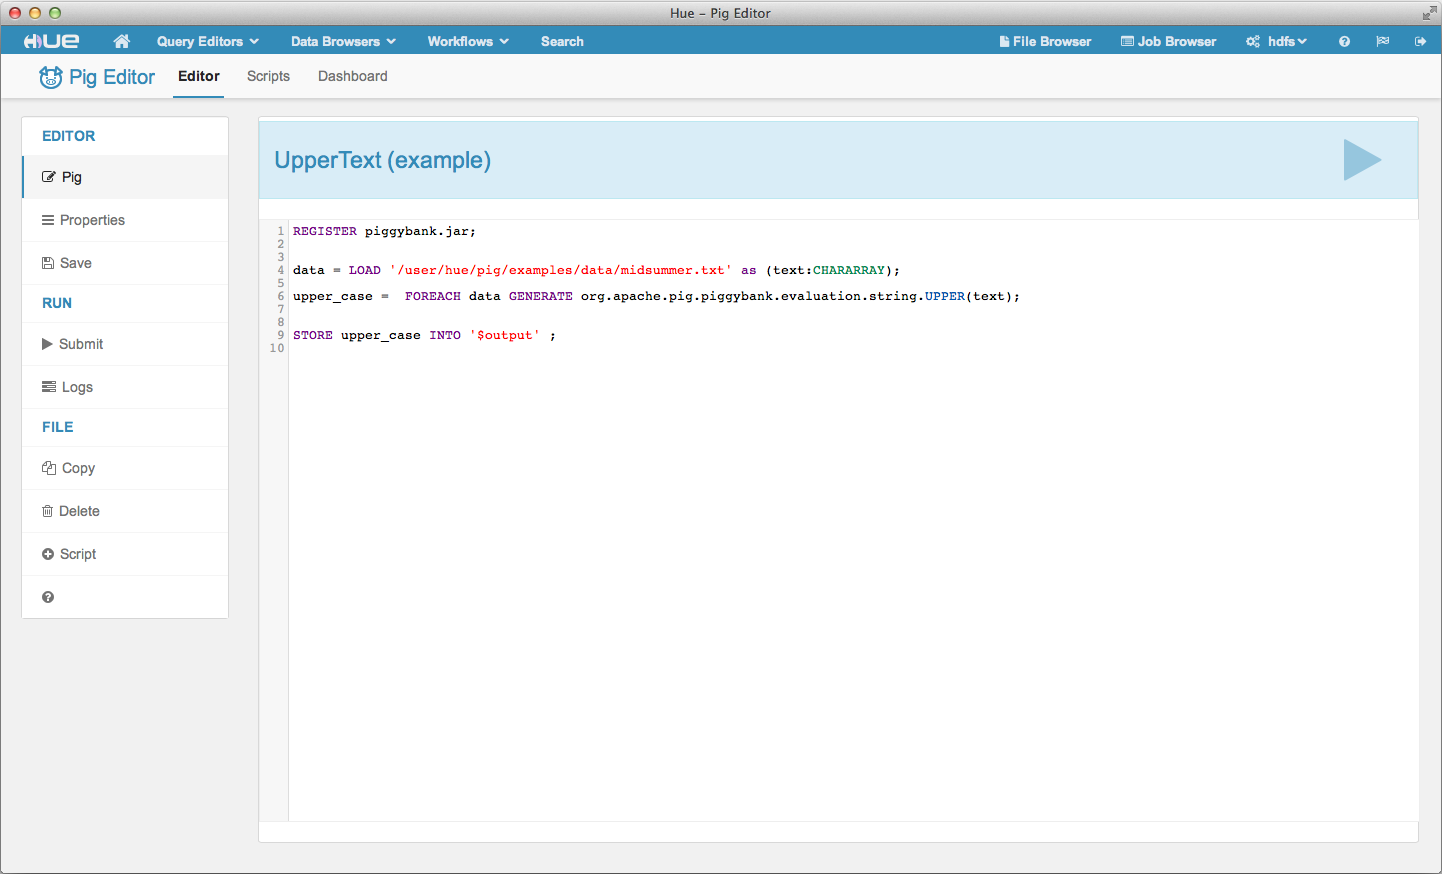 Hue – Pig Editor
HUE Query Editors Data Browsers Workflows Search File Browser Job Browser hdfs
Pig Editor Editor Scripts Dashboard
EDITOR
Pig
Properties
Save
RUN
Submit
Logs
FILE
Copy
Delete
Script
UpperText (example)
1 REGISTER piggybank.jar;
2
3
4 data = LOAD '/user/hue/pig/examples/data/midsummer.txt' as (text:CHARARRAY);
5
6 upper_case =  FOREACH data GENERATE org.apache.pig.piggybank.evaluation.string.UPPER(text);
7
8
9 STORE upper_case INTO '$output' ;
10